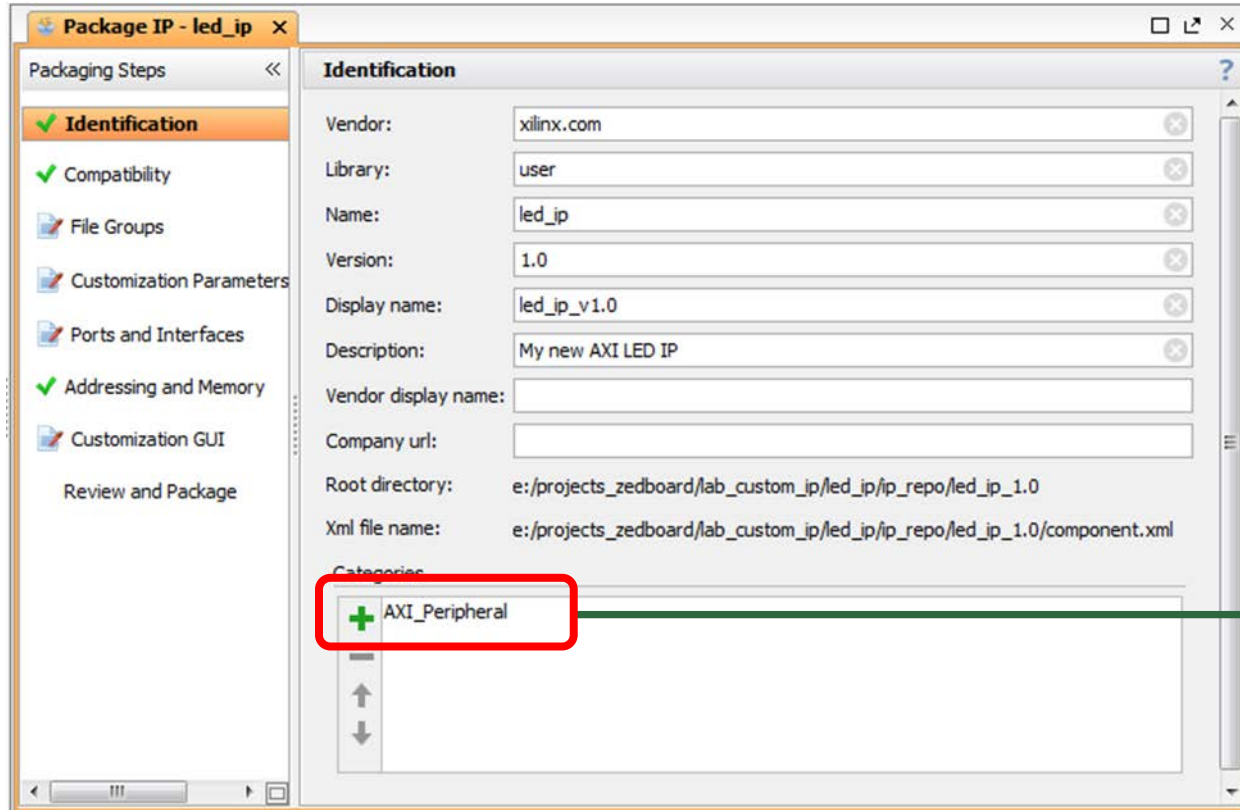 Package IP - led_ip X
Packaging Steps «
Identification
Compatibility
File Groups
Customization Parameters
Ports and Interfaces
Addressing and Memory
Customization GUI
Review and Package
Identification ?
Vendor: xilinx.com
Library: user
Name: led_ip
Version: 1.0
Display name: led_ip_v1.0
Description: My new AXI LED IP
Vendor display name:
Company url:
Root directory: e:/projects_zedboard/lab_custom_ip/led_ip/ip_repo/led_ip_1.0
Xml file name: e:/projects_zedboard/lab_custom_ip/led_ip/ip_repo/led_ip_1.0/component.xml
Categories
AXI_Peripheral